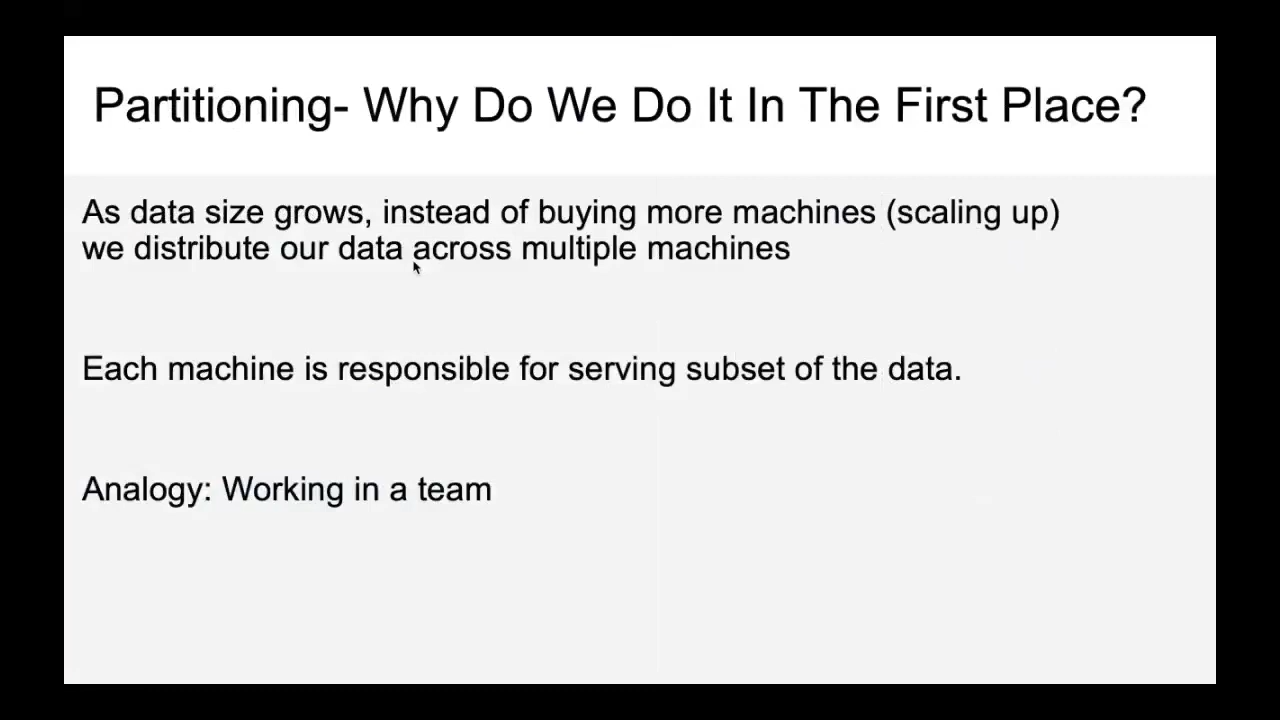 Partitioning- Why Do We Do It In The First Place?
As data size grows, instead of buying more machines (scaling up)
we distribute our data across multiple machines
Each machine is responsible for serving subset of the data.
Analogy: Working in a team